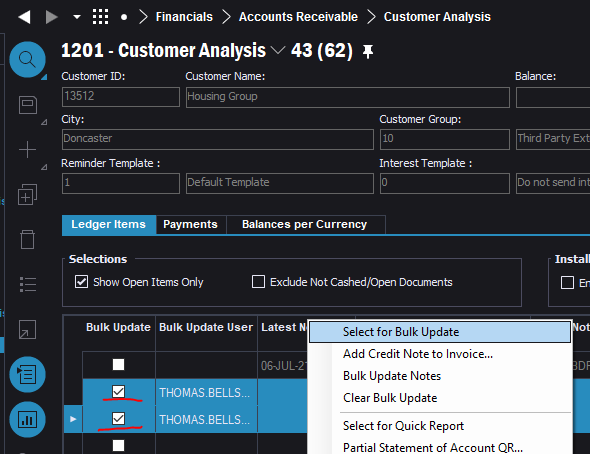 Financials Accounts Receivable Customer Analysis
1201 - Customer Analysis 43 (62)
Customer ID: Customer Name: Balance:
13512 Housing Group
City: Customer Group:
Doncaster 10 Third Party Ext
Reminder Template : Interest Template :
1 Default Template 0 Do not send int
Ledger Items Payments Balances per Currency
Selections Install
Show Open Items Only Exclude Not Cashed/Open Documents En
Bulk Update Bulk Update User Latest N Not
Select for Bulk Update
Add Credit Note to Invoice...
06-JUL-21
Bulk Update Notes
THOMAS.BELLS...
Clear Bulk Update
THOMAS.BELLS...
Select for Quick Report
Partial Statement of Account QR...